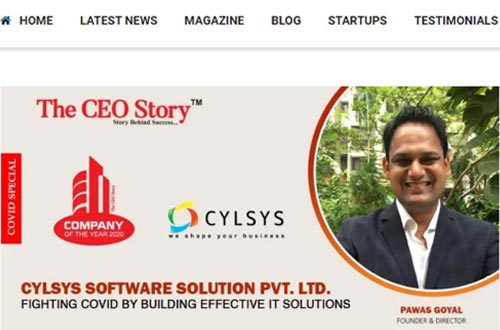 HOME LATEST NEWS MAGAZINE BLOG STARTUPS TESTIMONIALS
The CEO Story™
Story Behind Success...
COVID SPECIAL
The CEO Story
COMPANY
OF THE YEAR 2020
CYLSYS
we shape your business
CYLSYS SOFTWARE SOLUTION PVT. LTD.
FIGHTING COVID BY BUILDING EFFECTIVE IT SOLUTIONS
PAWAS GOYAL
FOUNDER & DIRECTOR